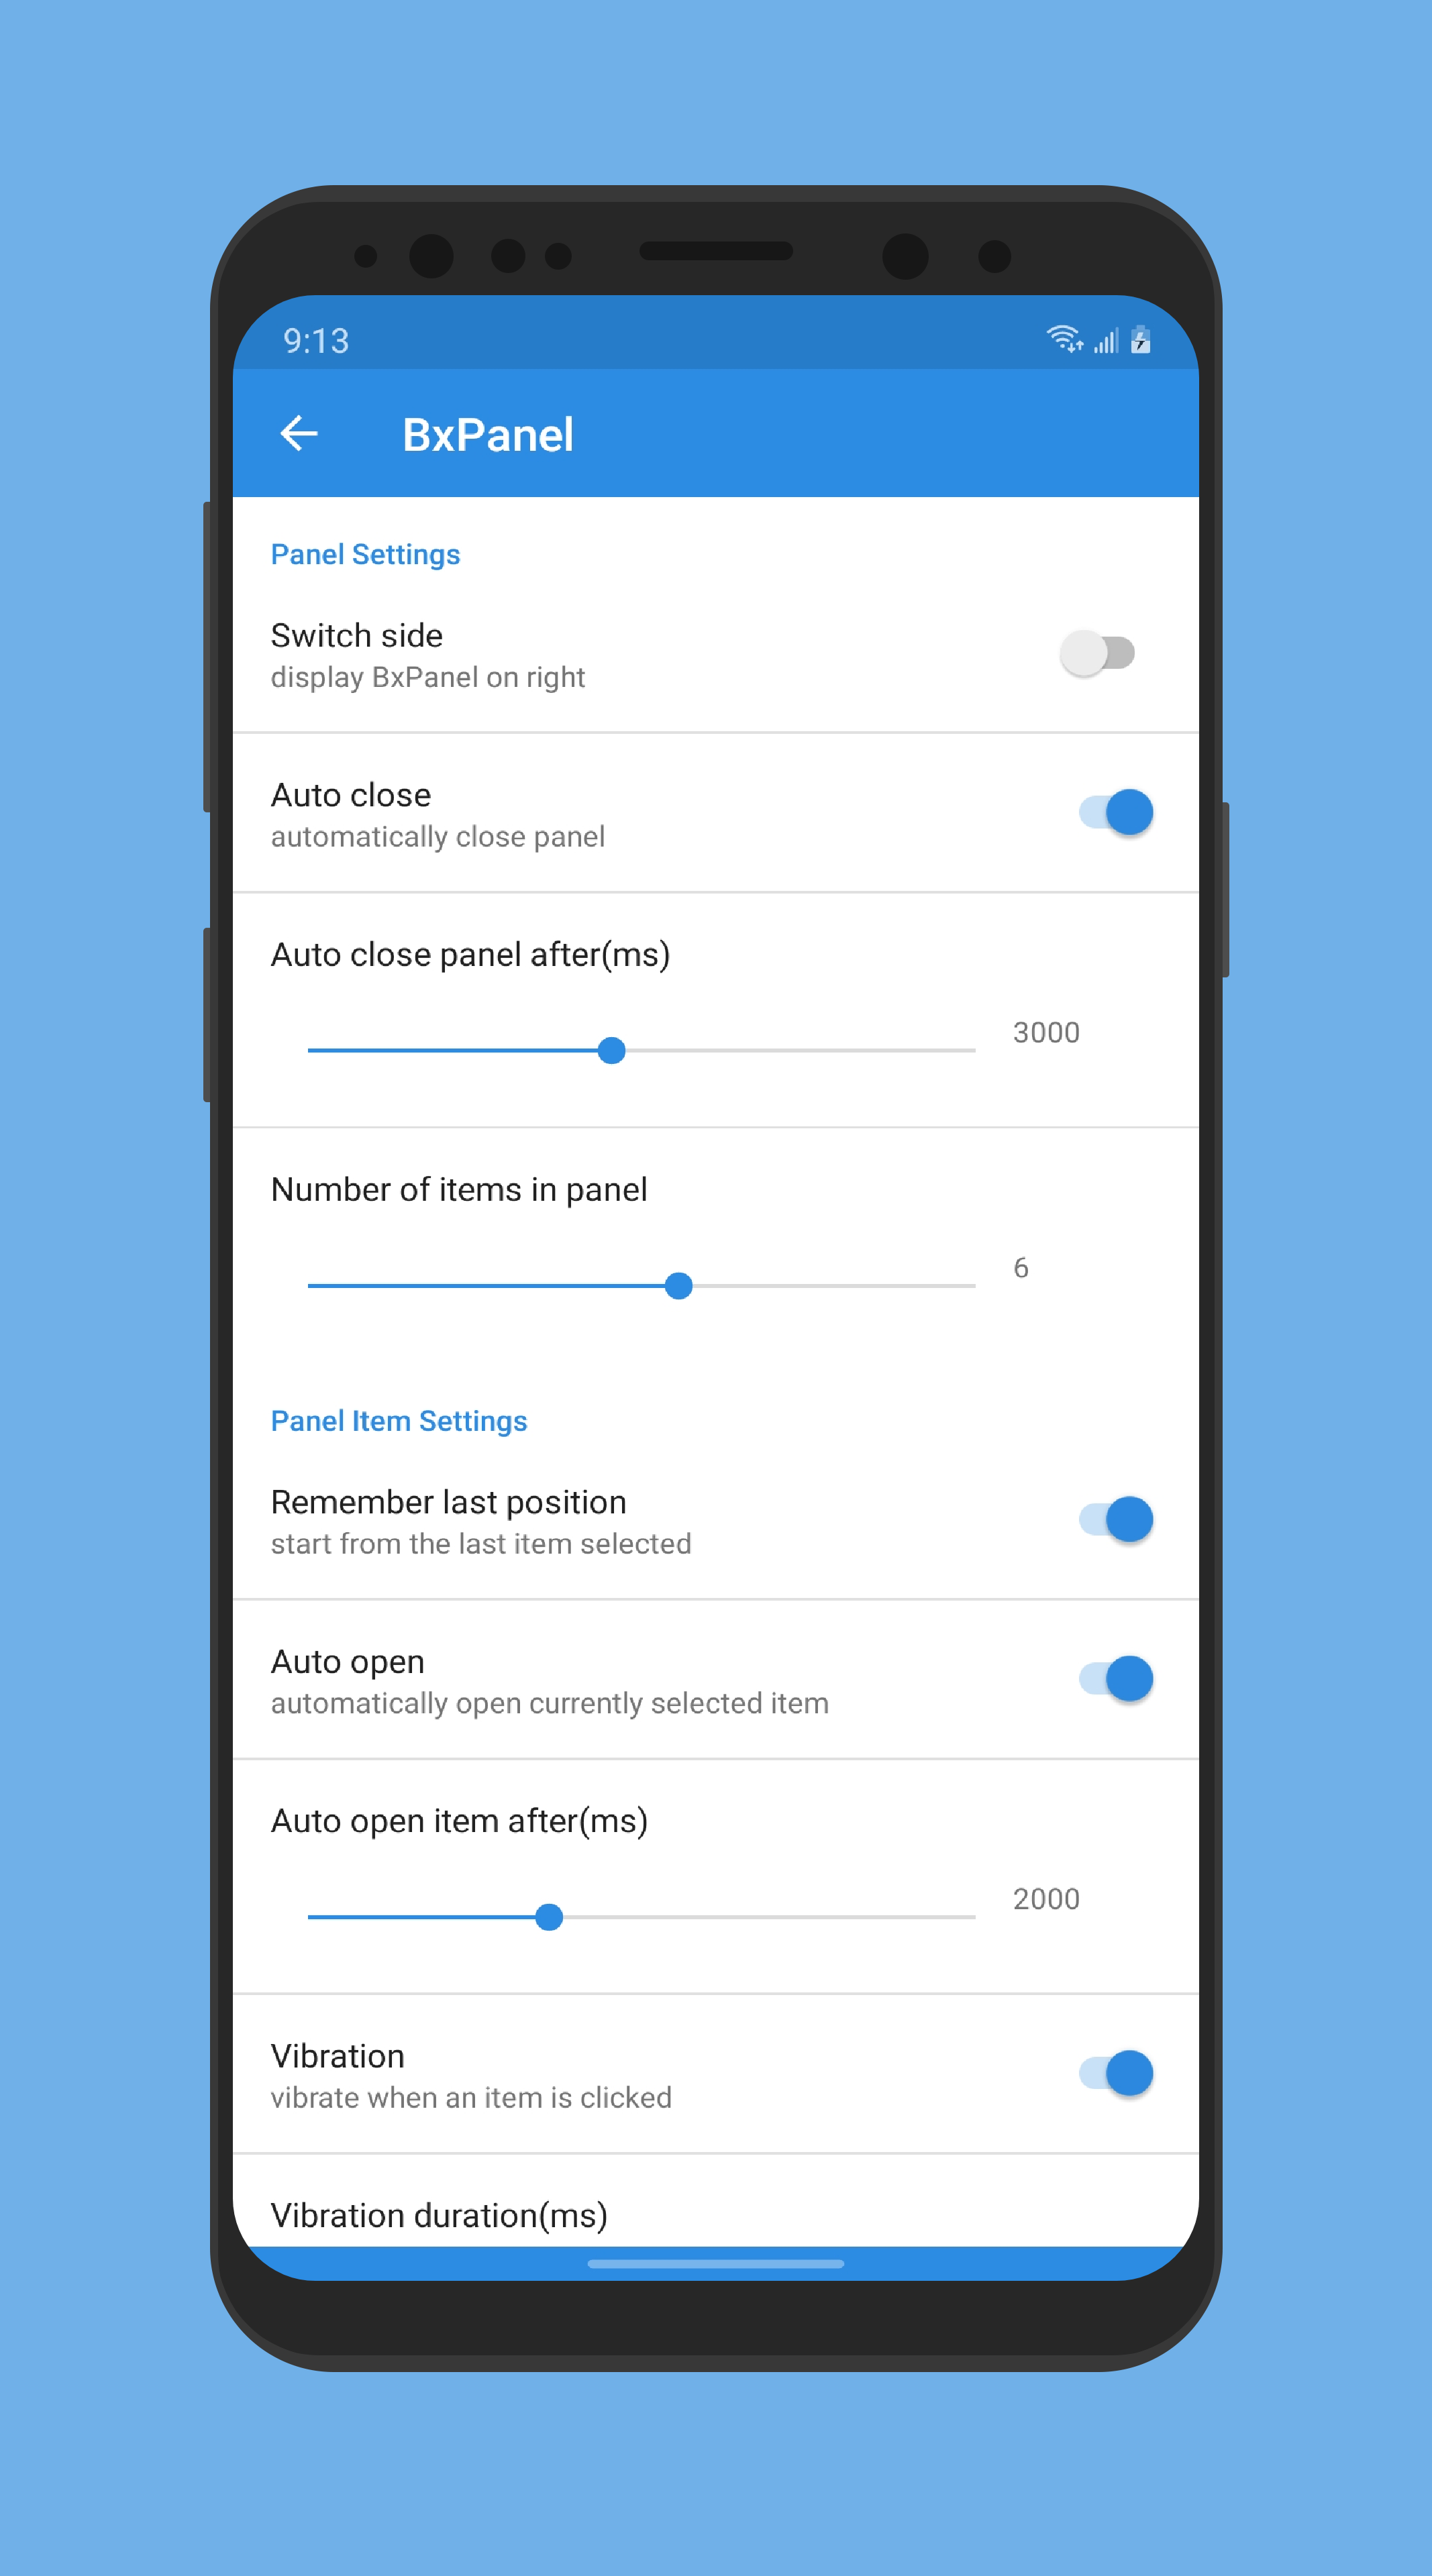 9:13
BxPanel
Panel Settings
Switch side
display BxPanel on right
Auto close
automatically close panel
Auto close panel after(ms)
3000
Number of items in panel
6
Panel Item Settings
Remember last position
start from the last item selected
Auto open
automatically open currently selected item
Auto open item after(ms)
2000
Vibration
vibrate when an item is clicked
Vibration duration(ms)